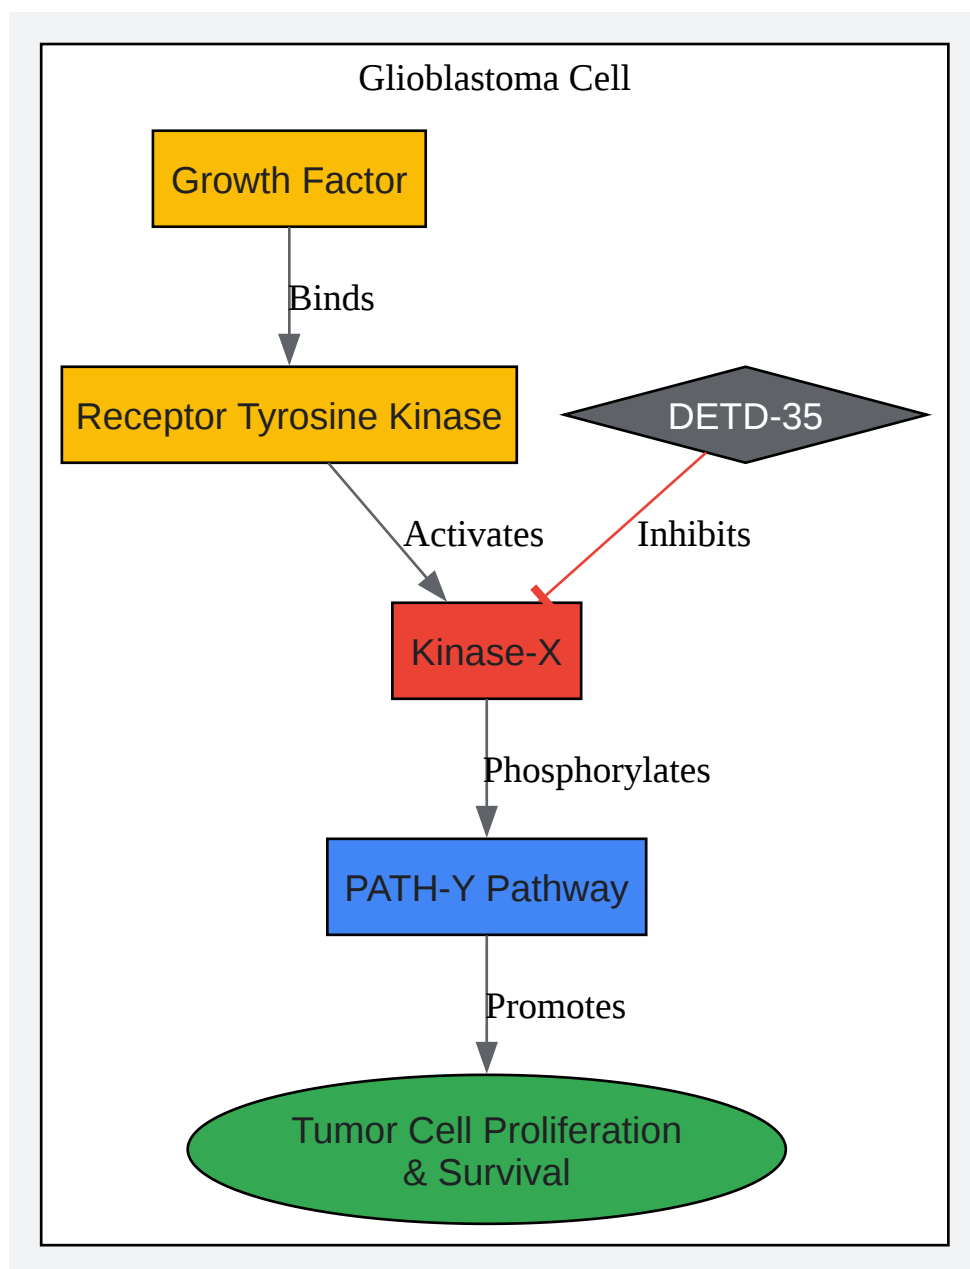 Glioblastoma Cell
Growth Factor
Binds
Receptor Tyrosine Kinase
DETD-35
Activates
Inhibits
Kinase-X
Phosphorylates
PATH-Y Pathway
Promotes
Tumor Cell Proliferation
& Survival